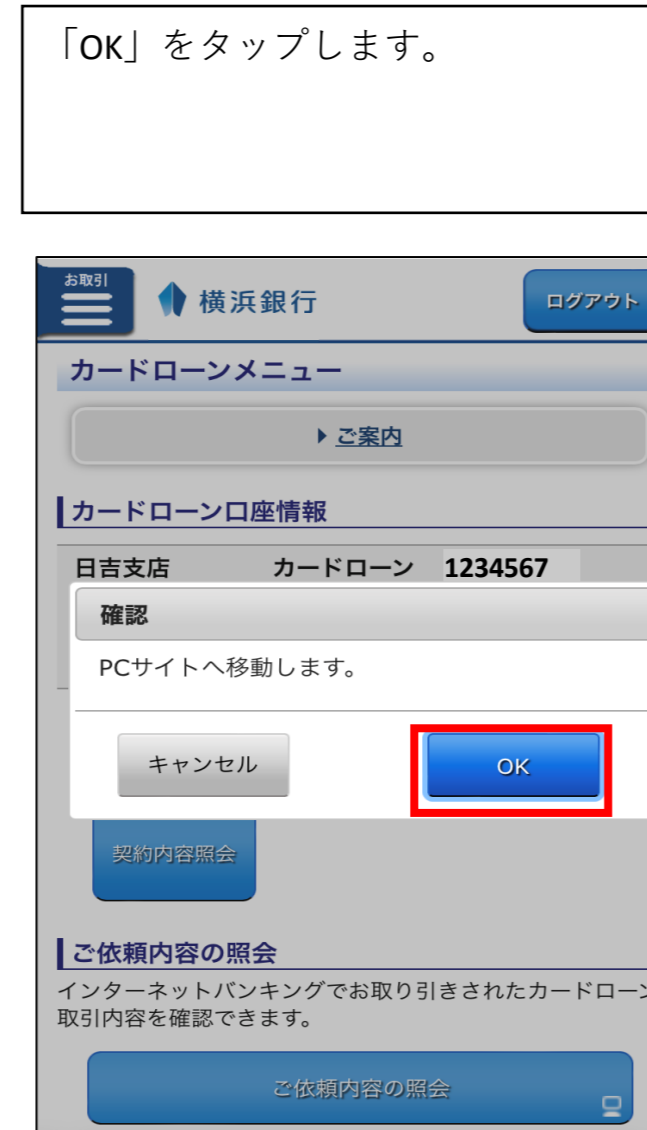 「OK」をタップします。
お取引
横浜銀行
ログアウト
カードローンメニュー
ご案内
カードローン口座情報
日吉支店 カードローン 1234567
確認
PCサイトへ移動します。
キャンセル OK
契約内容照会
ご依頼内容の照会
インターネットバンキングでお取り引きされたカードローン
取引内容を確認できます。
ご依頼内容の照会